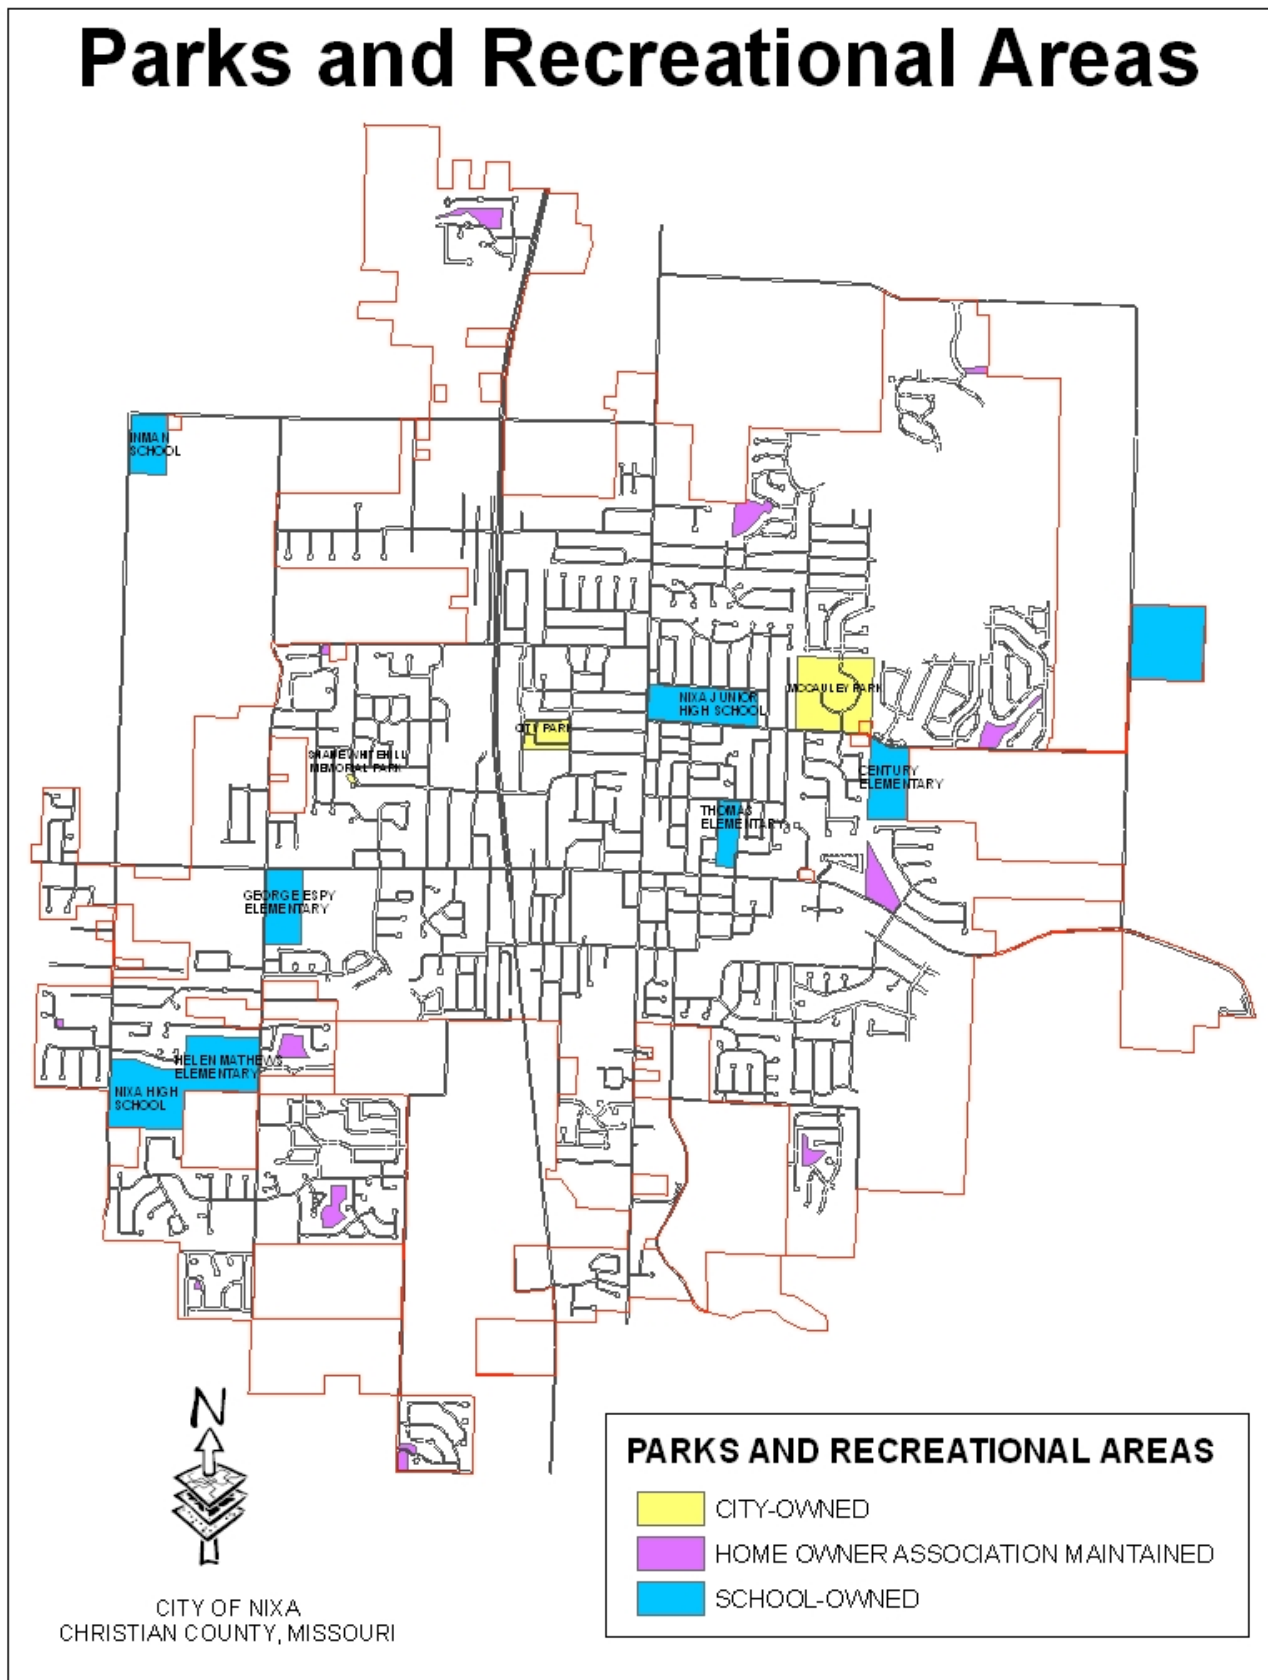 Parks and Recreational Areas
INMAN
SCHOOL
MCCAULEY PARK
NIXA JUNIOR
HIGH SCHOOL
CITY PARK
SHANE WHITEHILL
MEMORIAL PARK
CENTURY
ELEMENTARY
THOMAS
ELEMENTARY
GEORGE ESPY
ELEMENTARY
HELEN MATHEWS
ELEMENTARY
NIXA HIGH
SCHOOL
N
PARKS AND RECREATIONAL AREAS
CITY-OWNED
HOME OWNER ASSOCIATION MAINTAINED
SCHOOL-OWNED
CITY OF NIXA
CHRISTIAN COUNTY, MISSOURI